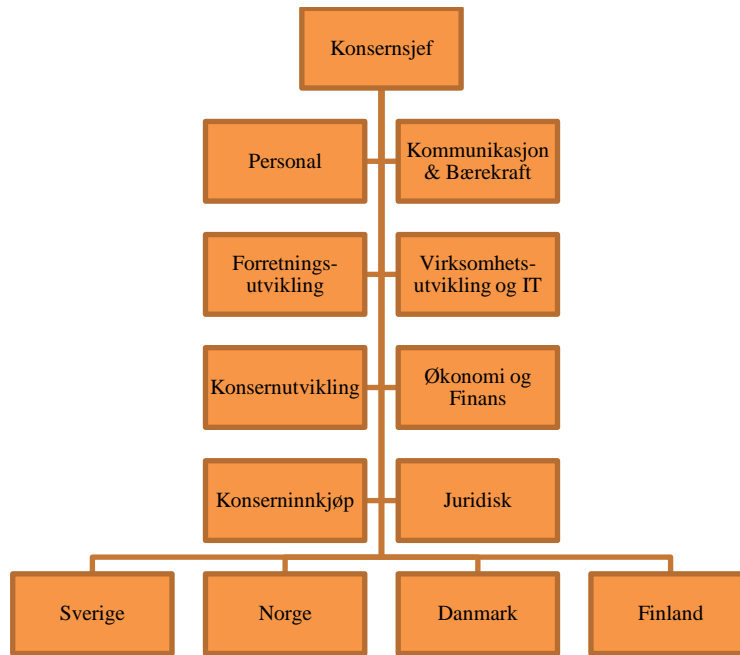 Konsernsjef
Personal
Kommunikasjon
& Bærekraft
Forretnings-
utvikling
Virksomhets-
utvikling og IT
Konsernutvikling
Økonomi og
Finans
Konserninnkjøp
Juridisk
Sverige
Norge
Danmark
Finland